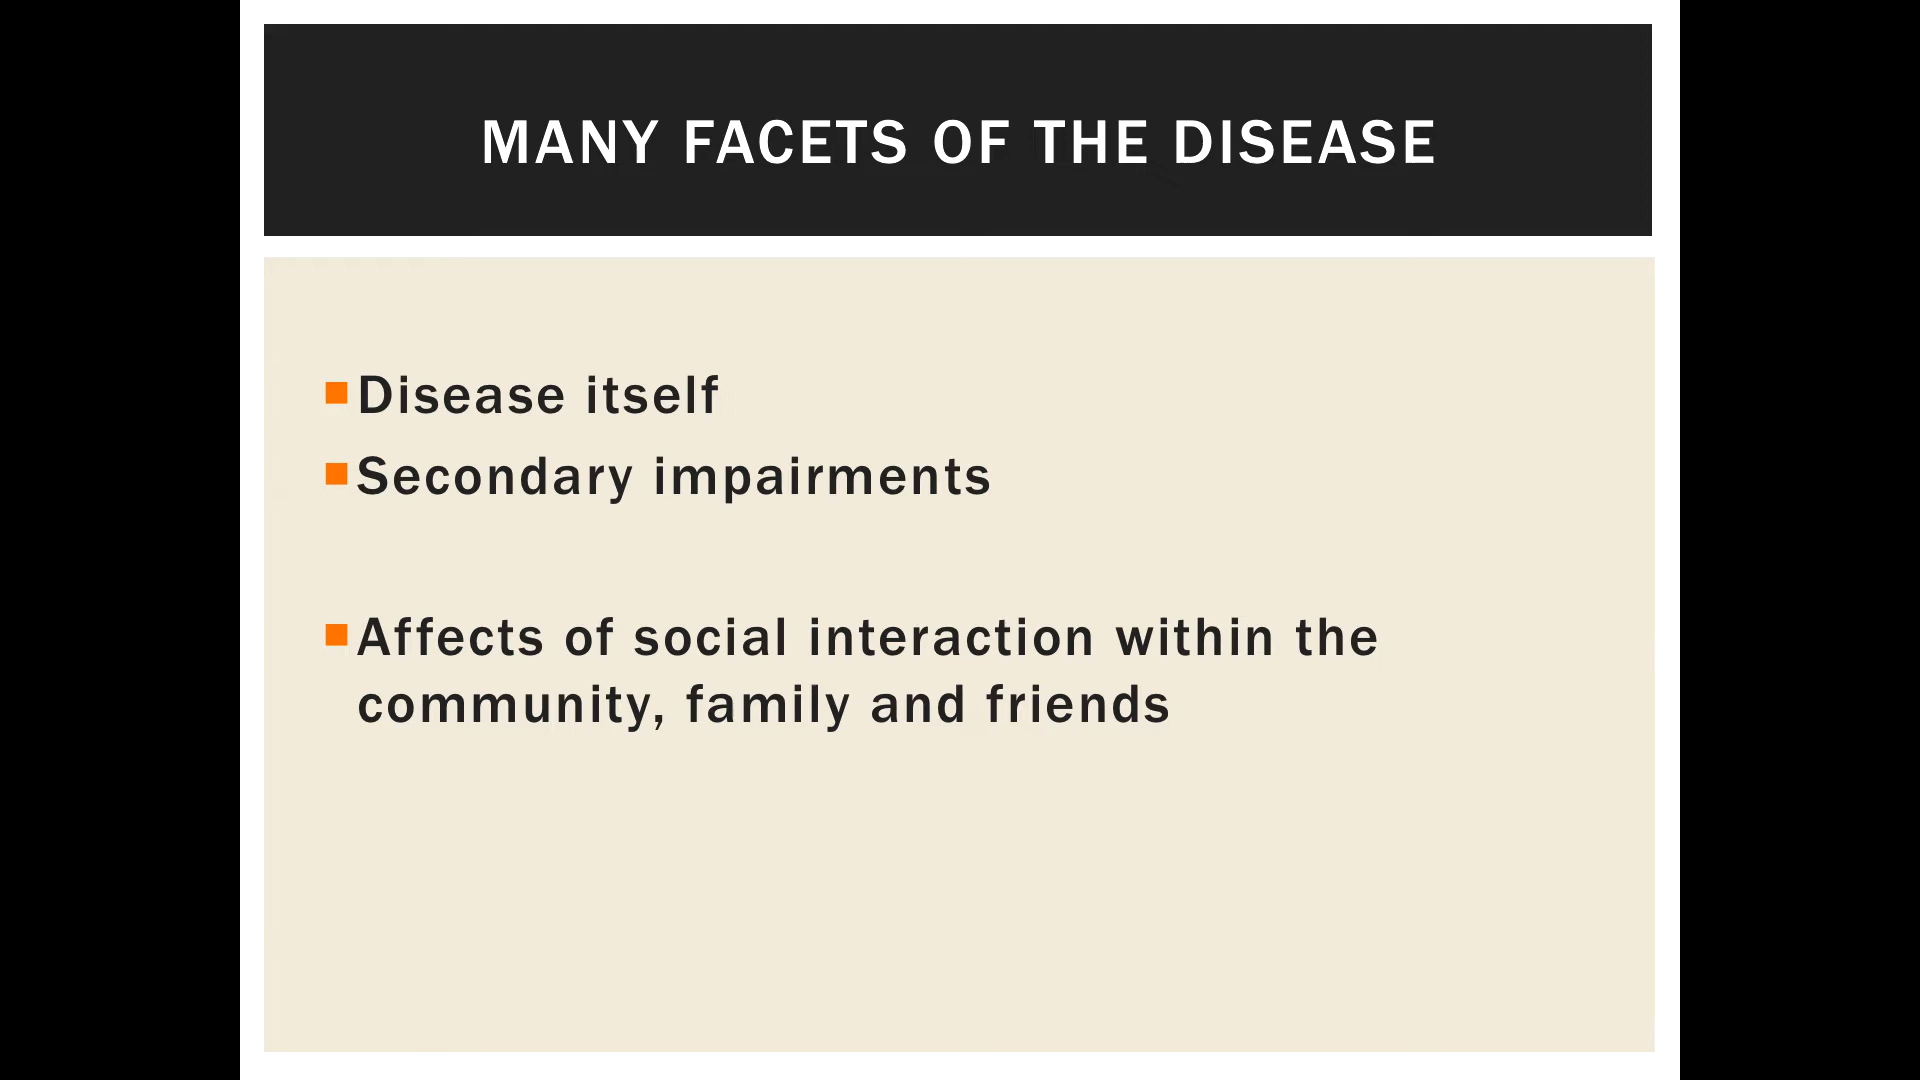 MANY FACETS OF THE DISEASE
Disease itself
Secondary impairments
Affects of social interaction within the
community, family and friends